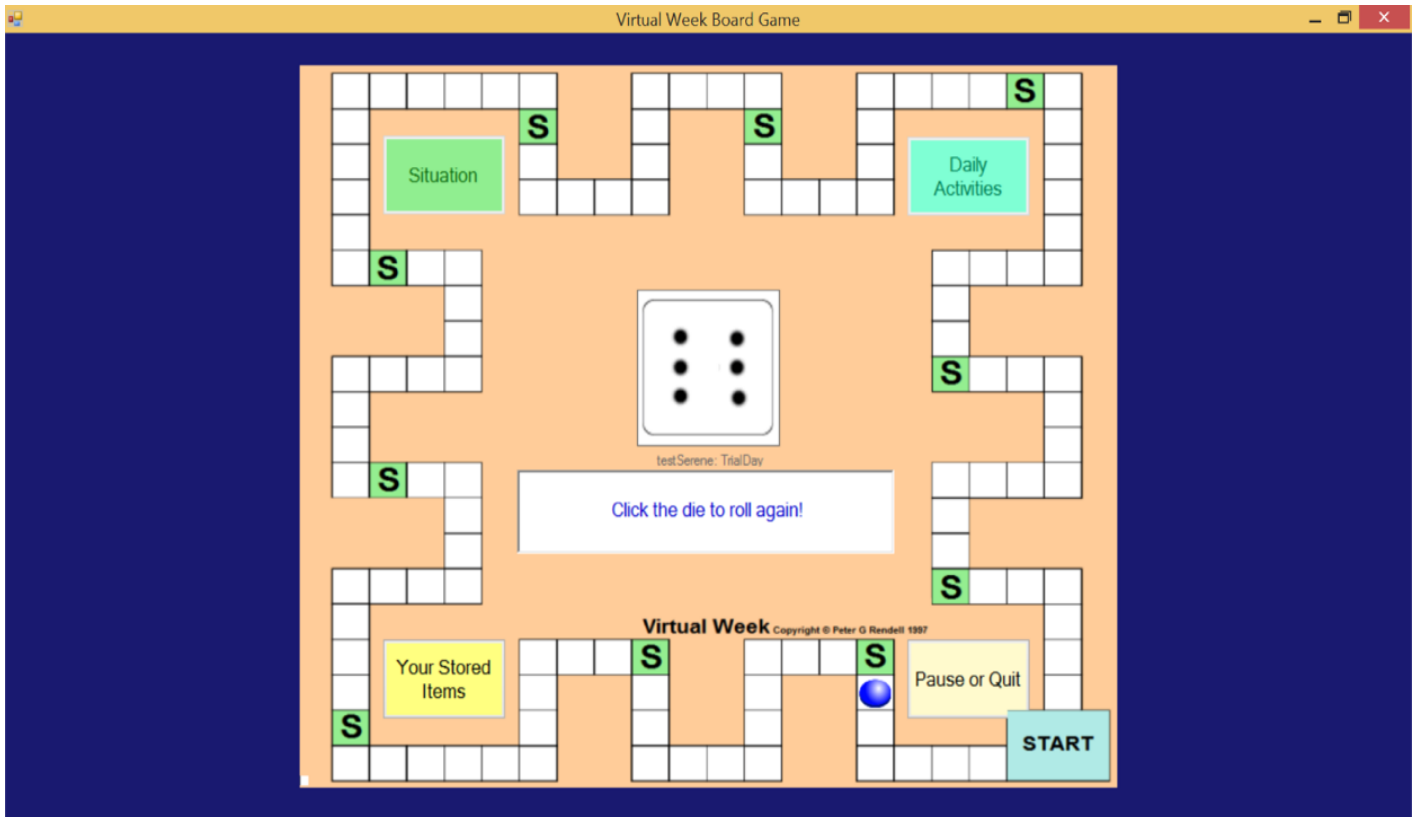 Virtual Week Board Game
S
S
S
Situation
Daily
Activities
S
S
testSerene: TrialDay
S
Click the die to roll again!
S
Virtual Week Copyright © Peter G Rendell 1997
S
S
Your Stored
Items
Pause or Quit
S
START